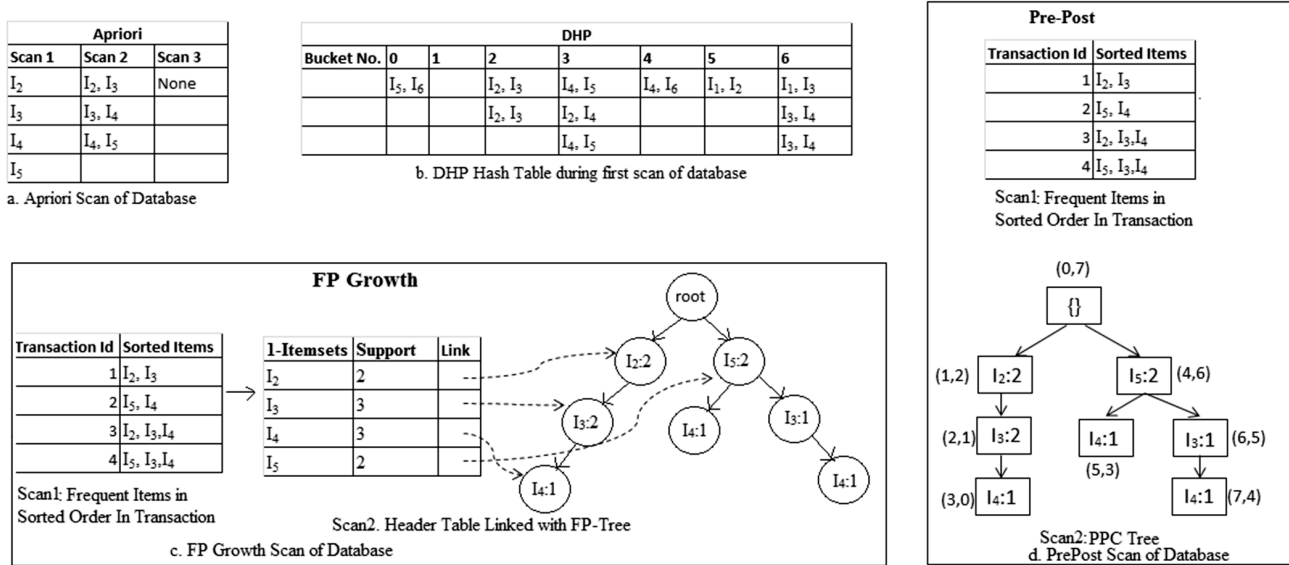 Apriori
Scan 1 Scan 2 Scan 3
I2 I2, I3 None
I3 I3, I4
I4 I4, I5
I5
a. Apriori Scan of Database
DHP
Bucket No. 0 1 2 3 4 5 6
I5, I6 I2, I3 I4, I5 I4, I6 I1, I2 I1, I3
I2, I3 I2, I4 I3, I4
I4, I5 I3, I4
b. DHP Hash Table during first scan of database
FP Growth
Transaction Id Sorted Items
1 I2, I3
2 I5, I4
3 I2, I3,I4
4 I5, I3,I4
Scan1: Frequent Items in
Sorted Order In Transaction
1-Itemsets Support Link
I2 2
I3 3
I4 3
I5 2
root
I2:2 I5:2
I3:2 I4:1 I3:1
I4:1 I4:1
Scan2. Header Table Linked with FP-Tree
c. FP Growth Scan of Database
Pre-Post
Transaction Id Sorted Items
1 I2, I3
2 I5, I4
3 I2, I3,I4
4 I5, I3,I4
Scan1: Frequent Items in
Sorted Order In Transaction
(0,7)
{}
(1,2) I2:2 I5:2 (4,6)
(2,1) I3:2 I4:1 I3:1 (6,5)
(5,3)
(3,0) I4:1 I4:1 (7,4)
Scan2: PPC Tree
d. PrePost Scan of Database